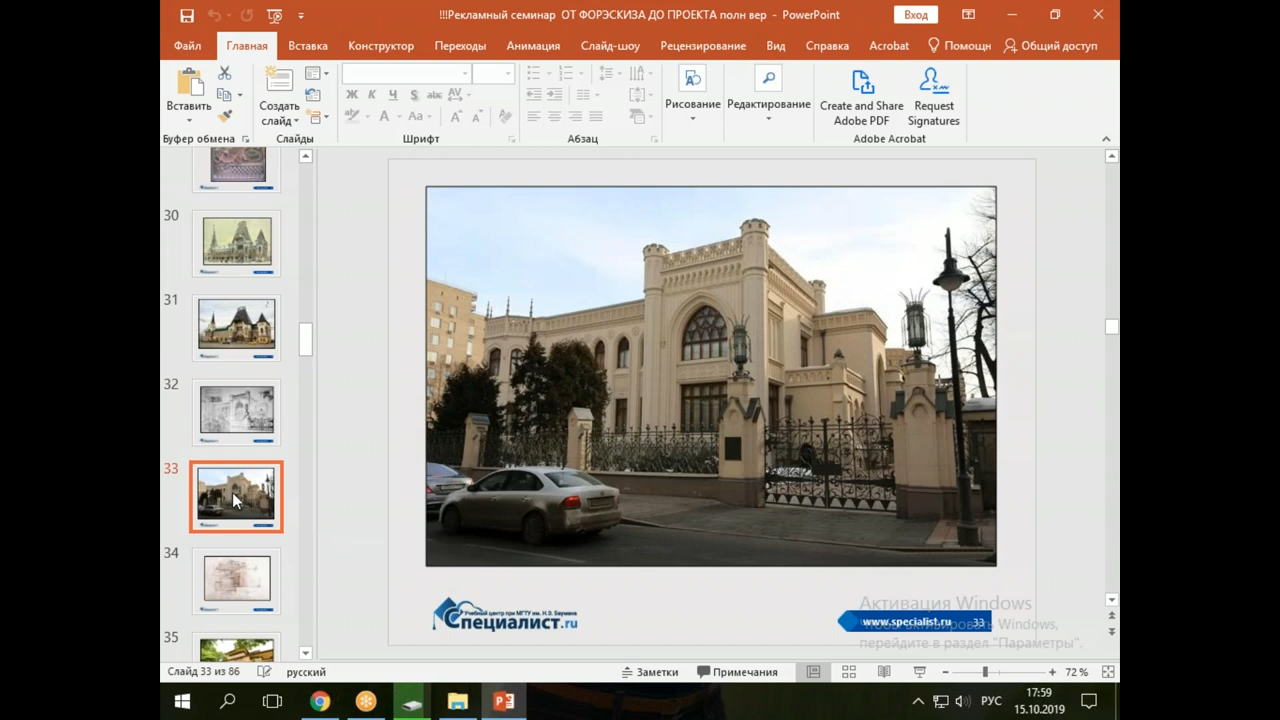 !!!Рекламный семинар ОТ ФОРЭСКИЗА ДО ПРОЕКТА полн вер - PowerPoint
Вход
Файл Главная Вставка Конструктор Переходы Анимация Слайд-шоу Рецензирование Вид Справка Acrobat Помощн Общий доступ
Вставить
Создать слайд
Рисование
Редактирование
Create and Share Adobe PDF
Request Signatures
Буфер обмена
Слайды
Шрифт
Абзац
Adobe Acrobat
30
31
32
33
34
35
Учебный центр при МГТУ им. Н.Э. Баумана
Специалист.ru
www.specialist.ru 33
Активация Windows
Windows,
перейдите в раздел "Параметры".
Слайд 33 из 86 русский Заметки Примечания 72 %
РУС
17:59
15.10.2019